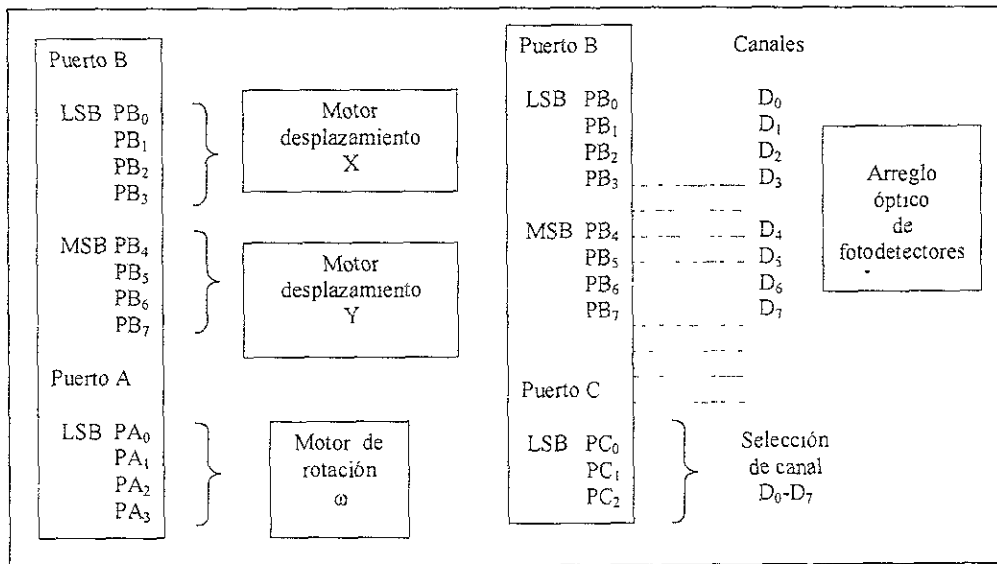 Puerto B
LSB PB₀
PB₁
PB₂
PB₃
Motor
desplazamiento
X
MSB PB₄
PB₅
PB₆
PB₇
Motor
desplazamiento
Y
Puerto A
LSB PA₀
PA₁
PA₂
PA₃
Motor de
rotación
ω
Puerto B
LSB PB₀
PB₁
PB₂
PB₃
MSB PB₄
PB₅
PB₆
PB₇
Canales
D₀
D₁
D₂
D₃
D₄
D₅
D₆
D₇
Arreglo
óptico
de
fotodetectores
Puerto C
LSB PC₀
PC₁
PC₂
Selección
de canal
D₀-D₇